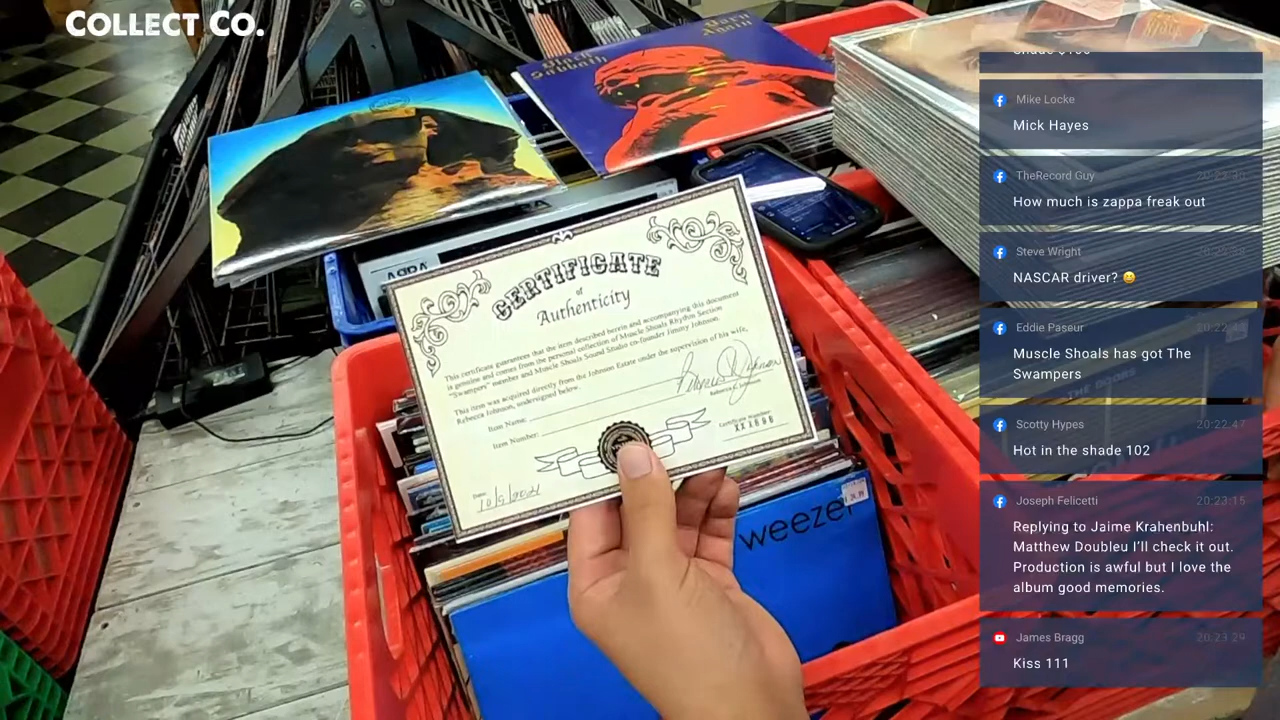 COLLECT CO.
Black Sabbath
Born Again
ABBA
CERTIFICATE
of
Authenticity
This certificate guarantees that the item described herein and accompanying this document
is genuine and comes from the personal collection of Muscle Shoals Rhythm Section
"Swampers" member and Muscle Shoals Sound Studio co-founder Jimmy Johnson.
This item was acquired directly from the Johnson Estate under the supervision of his wife,
Rebecca Johnson, undersigned below.
Item Name:
Item Number:
Certificate Number:
Date:
weezer
THE DOORS
Mike Locke
Mick Hayes
TheRecord Guy
How much is zappa freak out
Steve Wright
NASCAR driver? 😀
Eddie Paseur
Muscle Shoals has got The
Swampers
Scotty Hypes 20:22:47
Hot in the shade 102
Joseph Felicetti 20:23:15
Replying to Jaime Krahenbuhl:
Matthew Doubleu I'll check it out.
Production is awful but I love the
album good memories.
James Bragg 20:23:29
Kiss 111